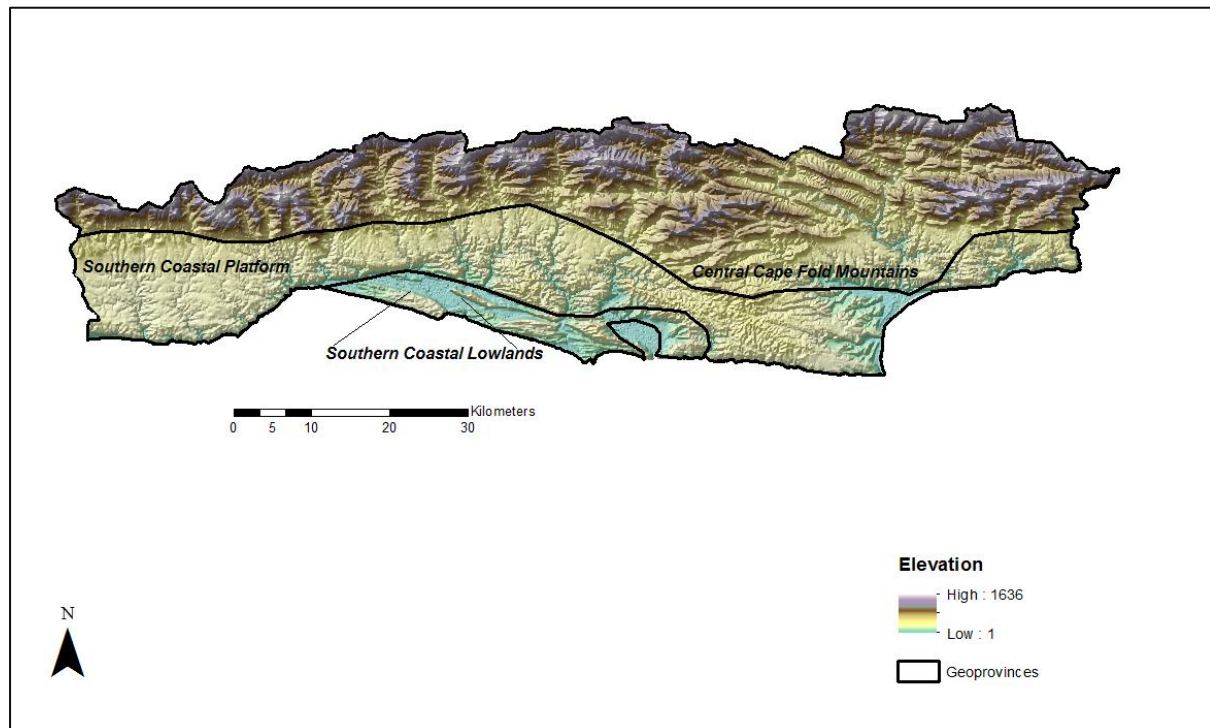 Southern Coastal Platform
Central Cape Fold Mountains
Southern Coastal Lowlands
Kilometers
0 5 10 20 30
Elevation
High : 1636
Low : 1
Geoprovinces
N